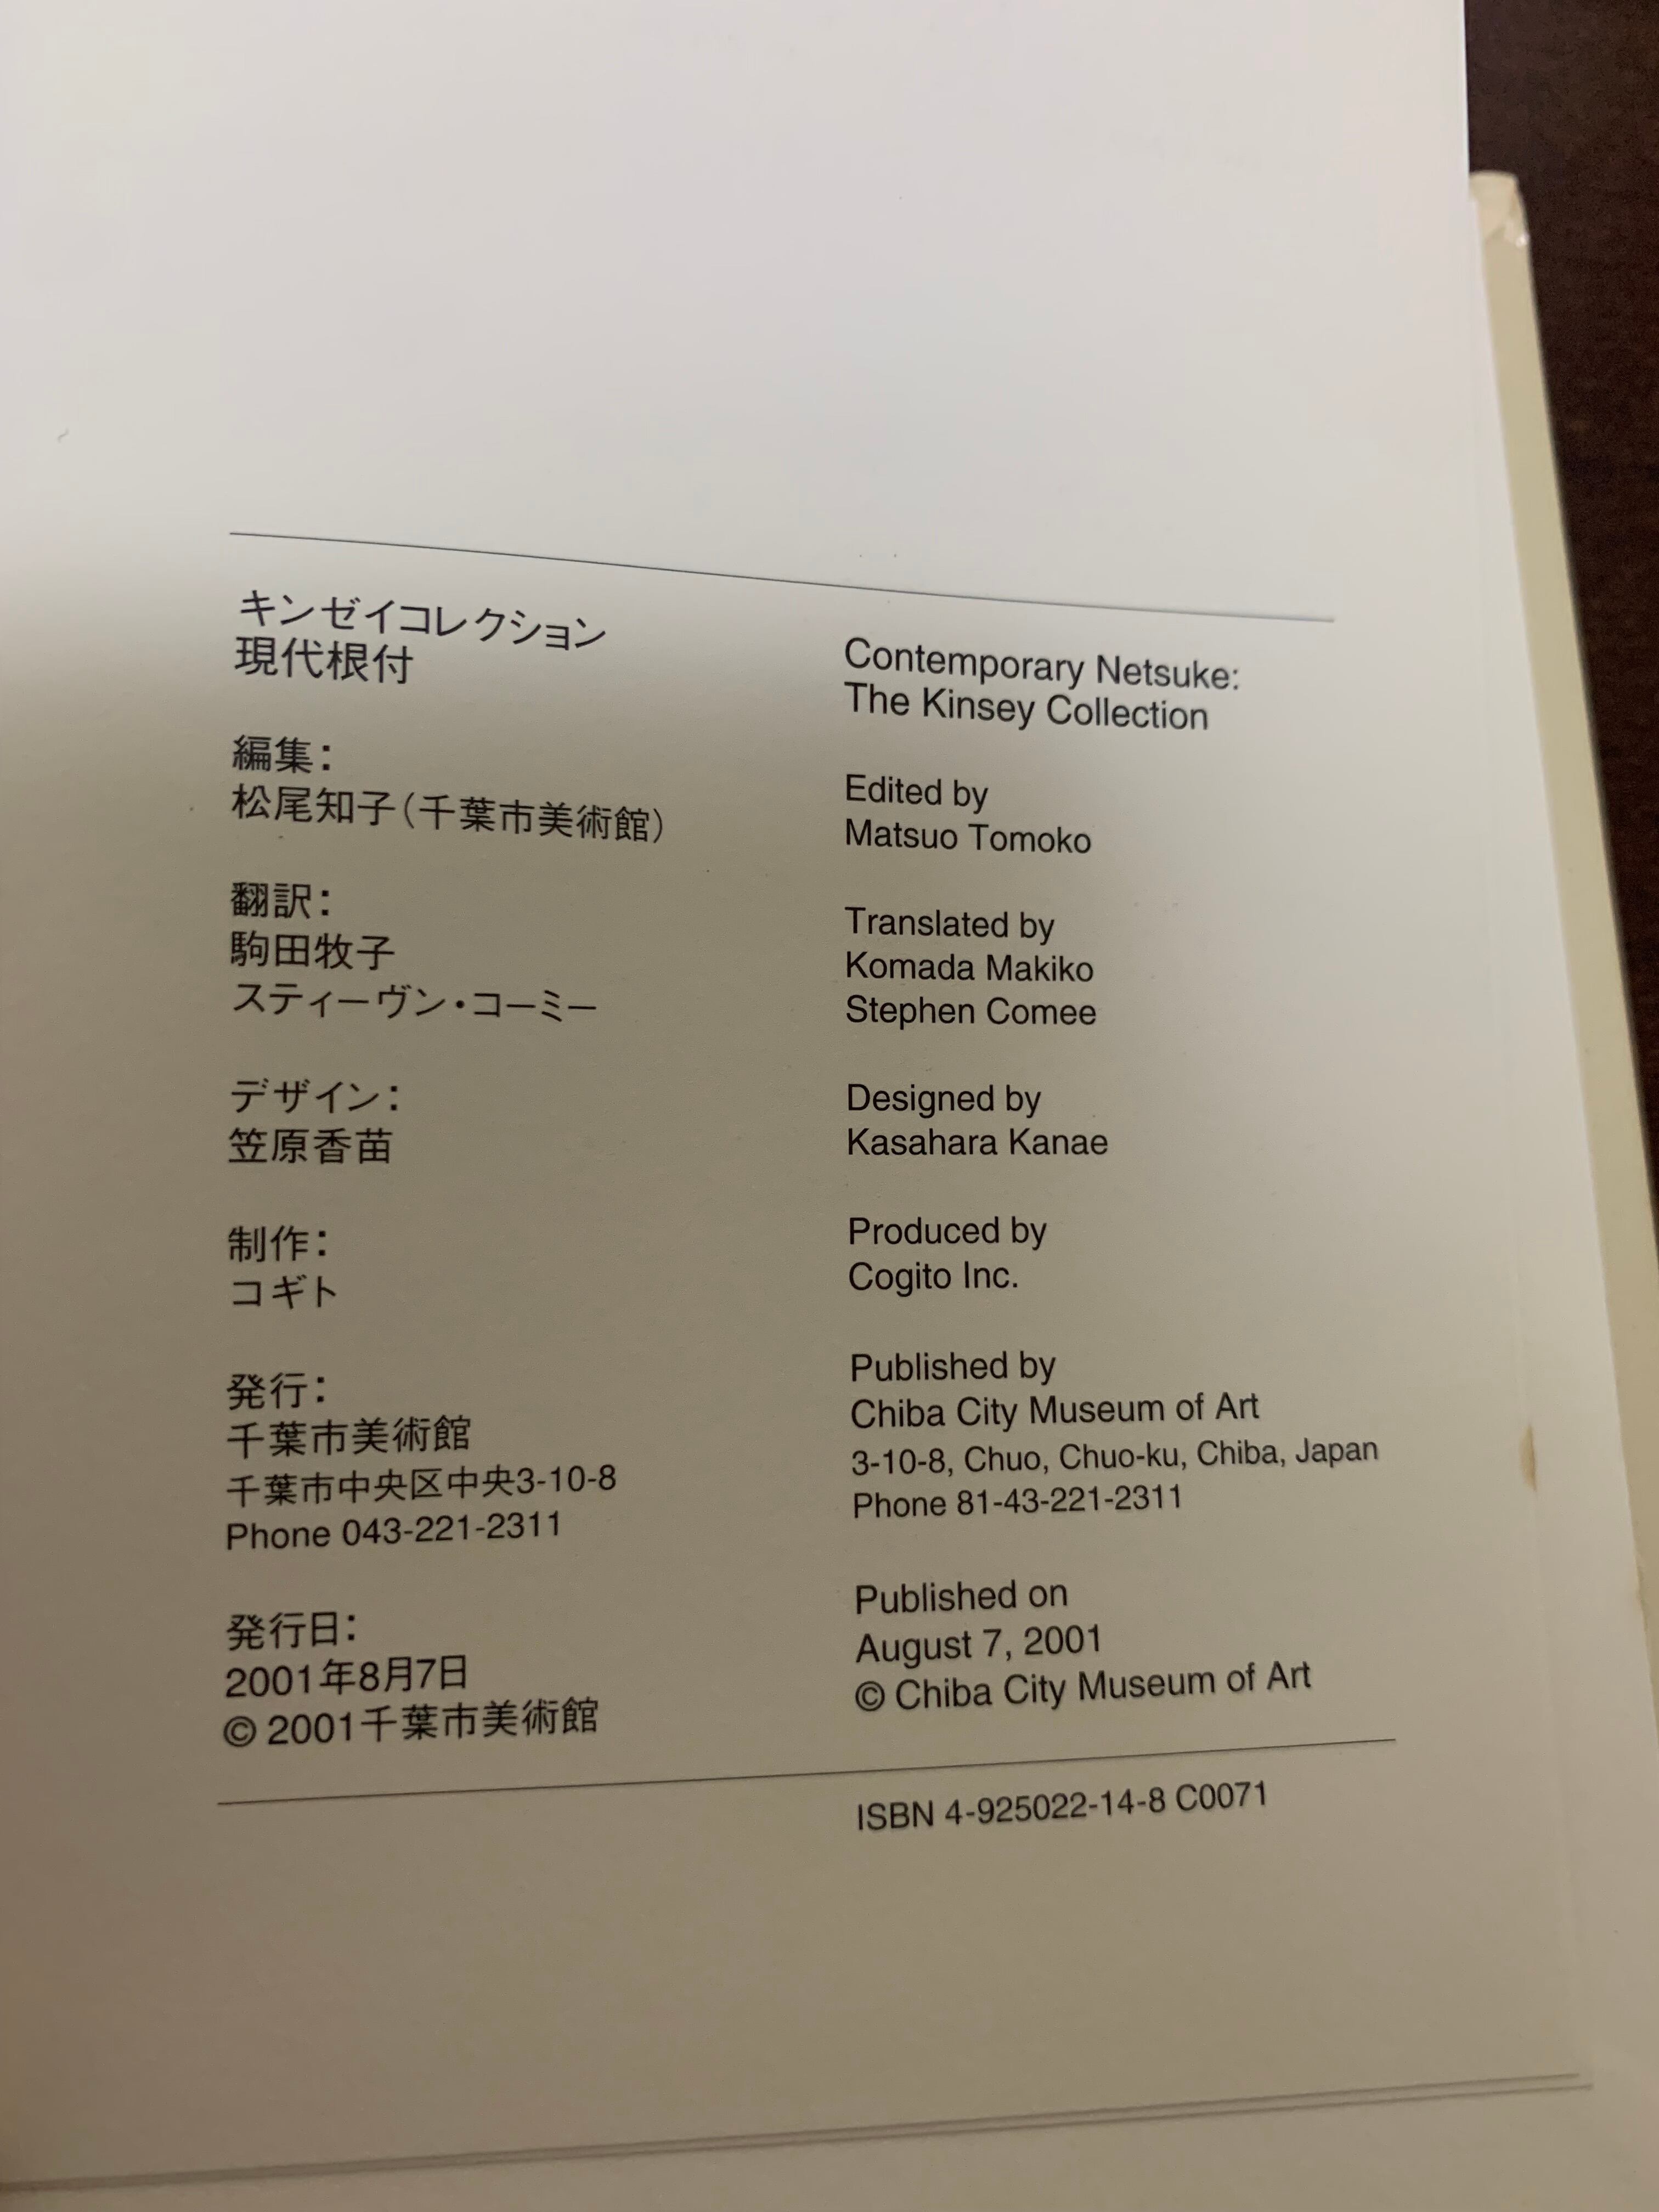 キンゼイコレクション
現代根付
編集：
松尾知子(千葉市美術館)
翻訳：
駒田牧子
スティーヴン・コーミー
デザイン：
笠原香苗
制作：
コギト
発行：
千葉市美術館
千葉市中央区中央3-10-8
Phone 043-221-2311
発行日：
2001年8月7日
© 2001千葉市美術館
Contemporary Netsuke:
The Kinsey Collection
Edited by
Matsuo Tomoko
Translated by
Komada Makiko
Stephen Comee
Designed by
Kasahara Kanae
Produced by
Cogito Inc.
Published by
Chiba City Museum of Art
3-10-8, Chuo, Chuo-ku, Chiba, Japan
Phone 81-43-221-2311
Published on
August 7, 2001
© Chiba City Museum of Art
ISBN 4-925022-14-8 C0071